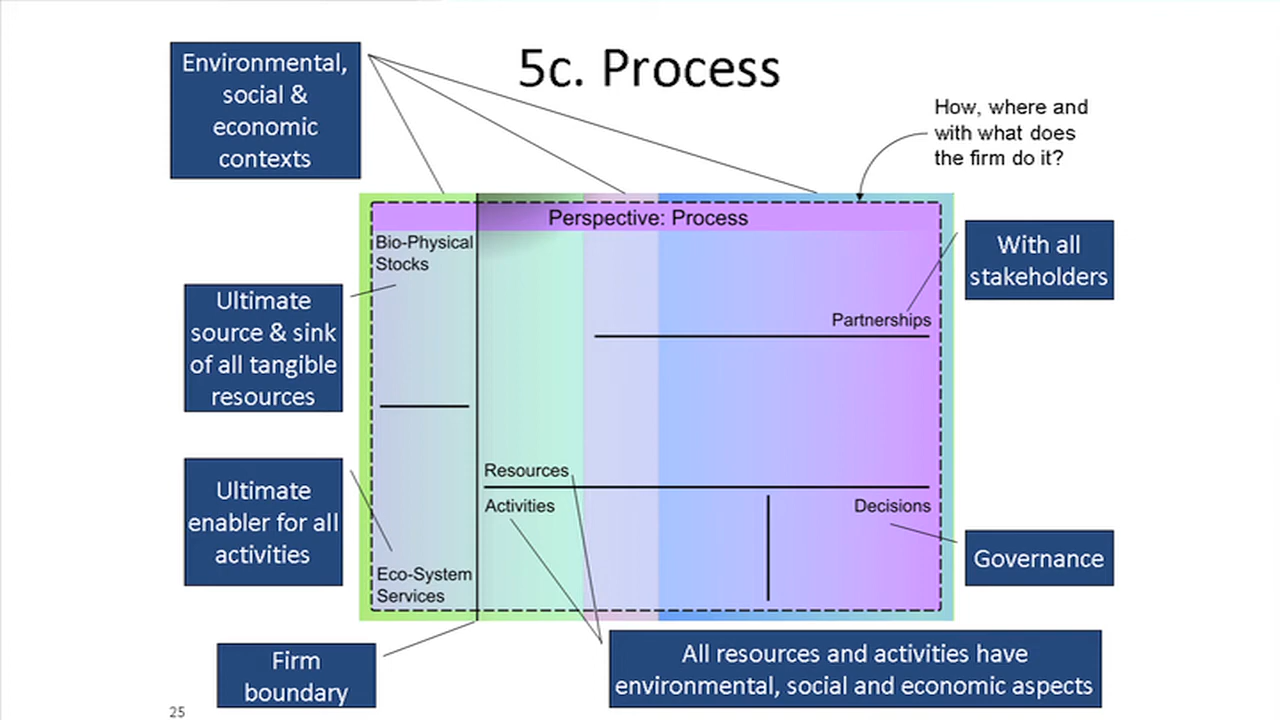 5c. Process
Environmental,
social &
economic
contexts
How, where and
with what does
the firm do it?
Perspective: Process
Bio-Physical
Stocks
With all
stakeholders
Ultimate
source & sink
of all tangible
resources
Partnerships
Resources
Activities
Decisions
Ultimate
enabler for all
activities
Governance
Eco-System
Services
Firm
boundary
All resources and activities have
environmental, social and economic aspects
25